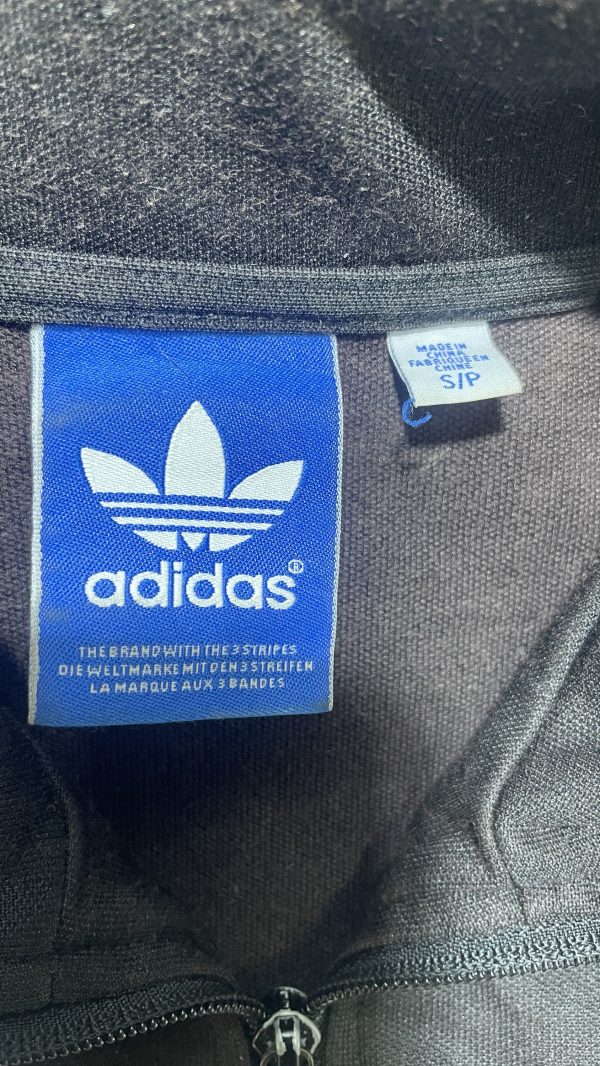 adidas®
THE BRAND WITH THE 3 STRIPES
DIE WELTMARKE MIT DEN 3 STREIFEN
LA MARQUE AUX 3 BANDES
MADE IN
CHINA
FABRIQUE EN
CHINE
S/P